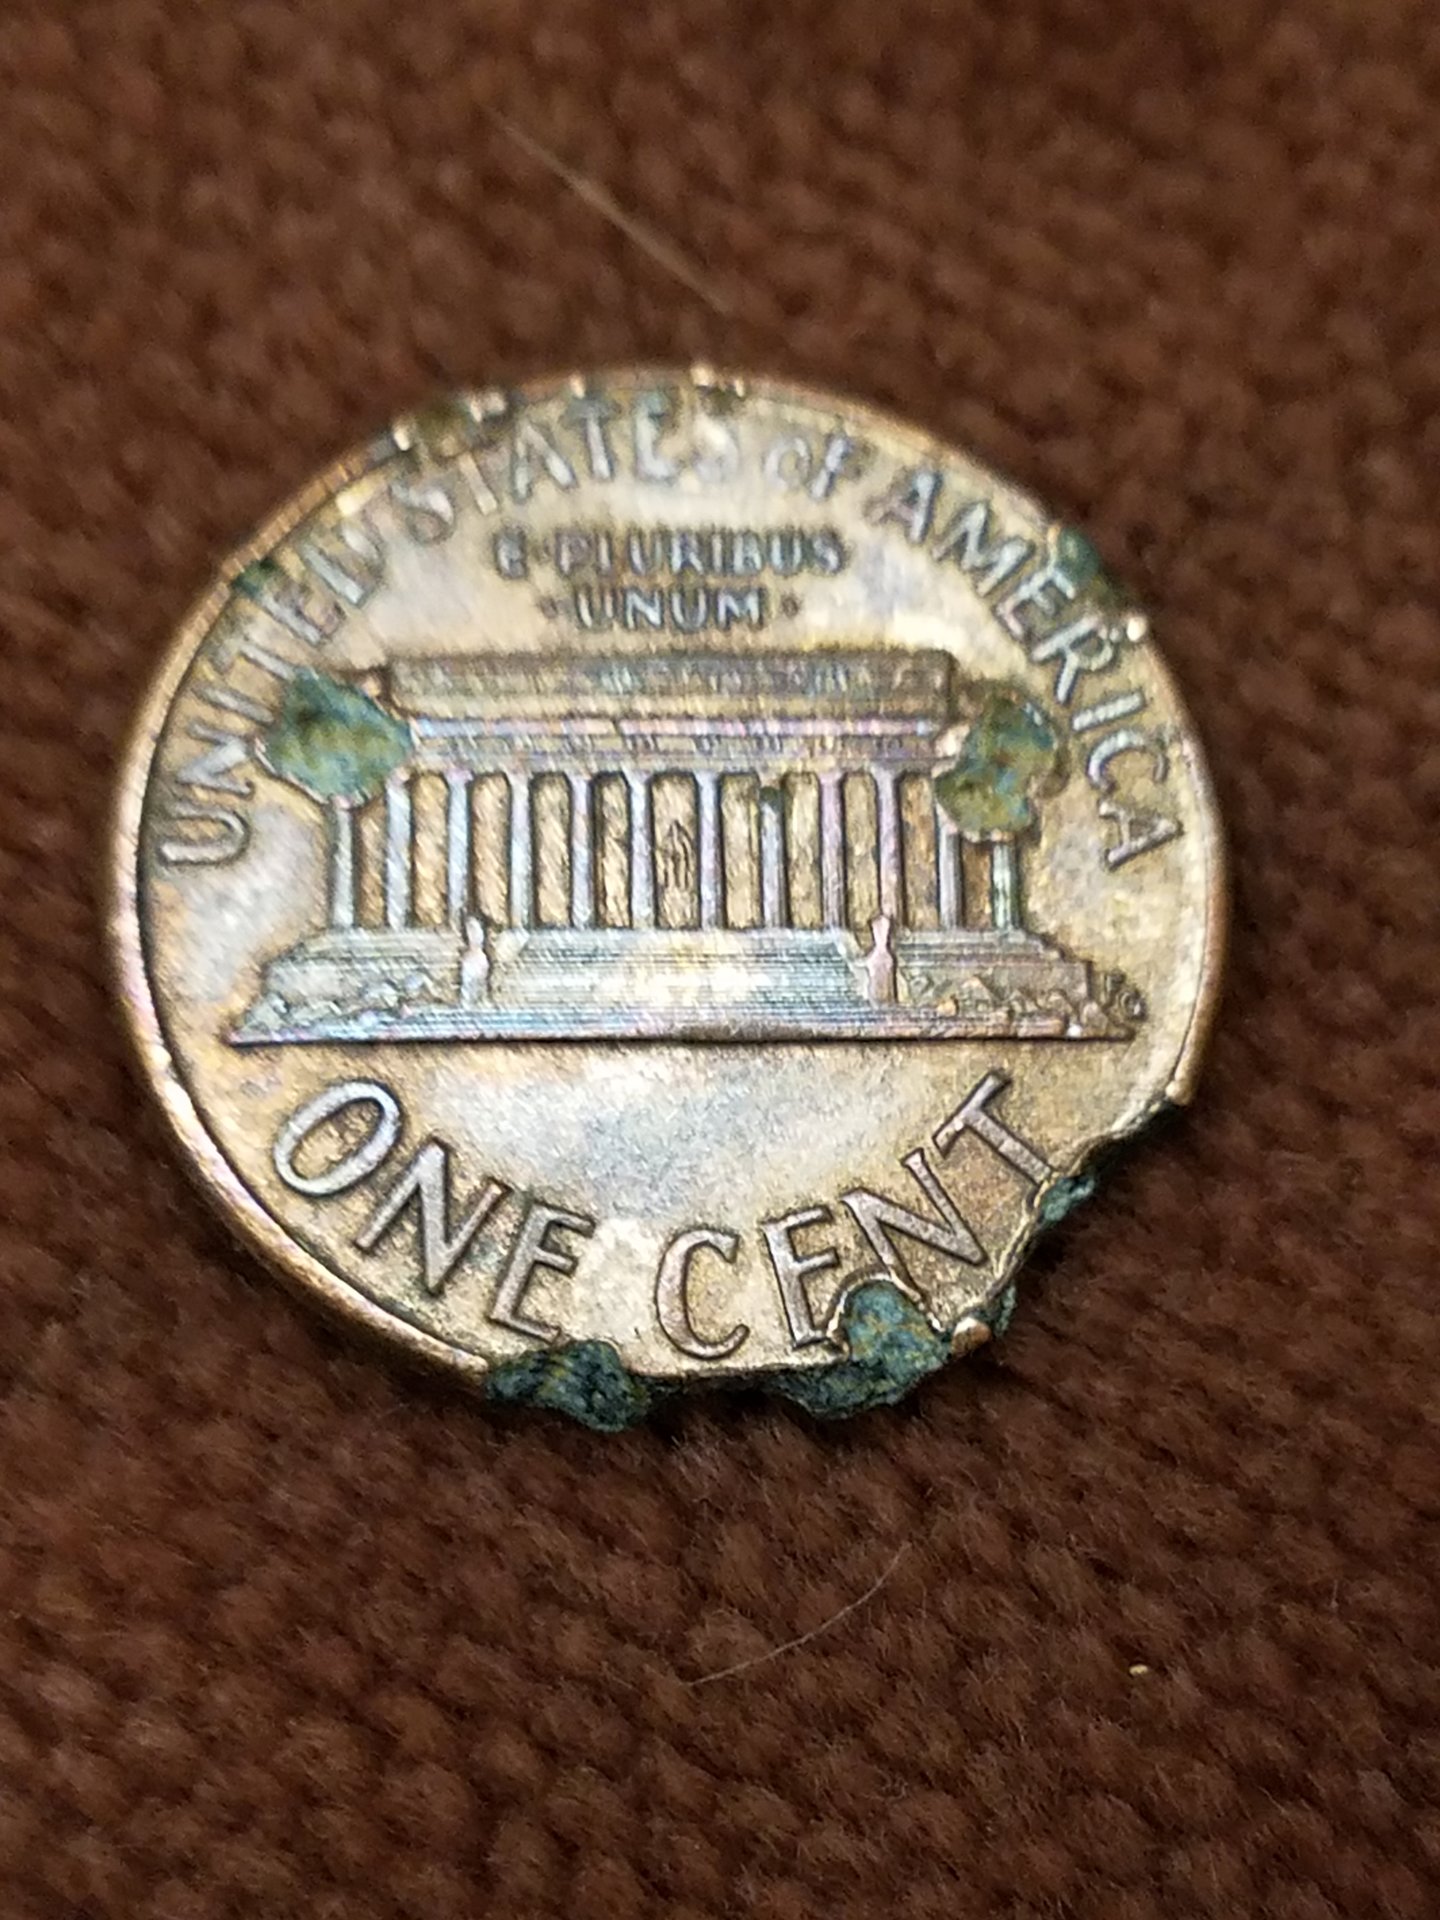 UNITED STATES OF AMERICA
E·PLURIBUS
·UNUM·
ONE CENT